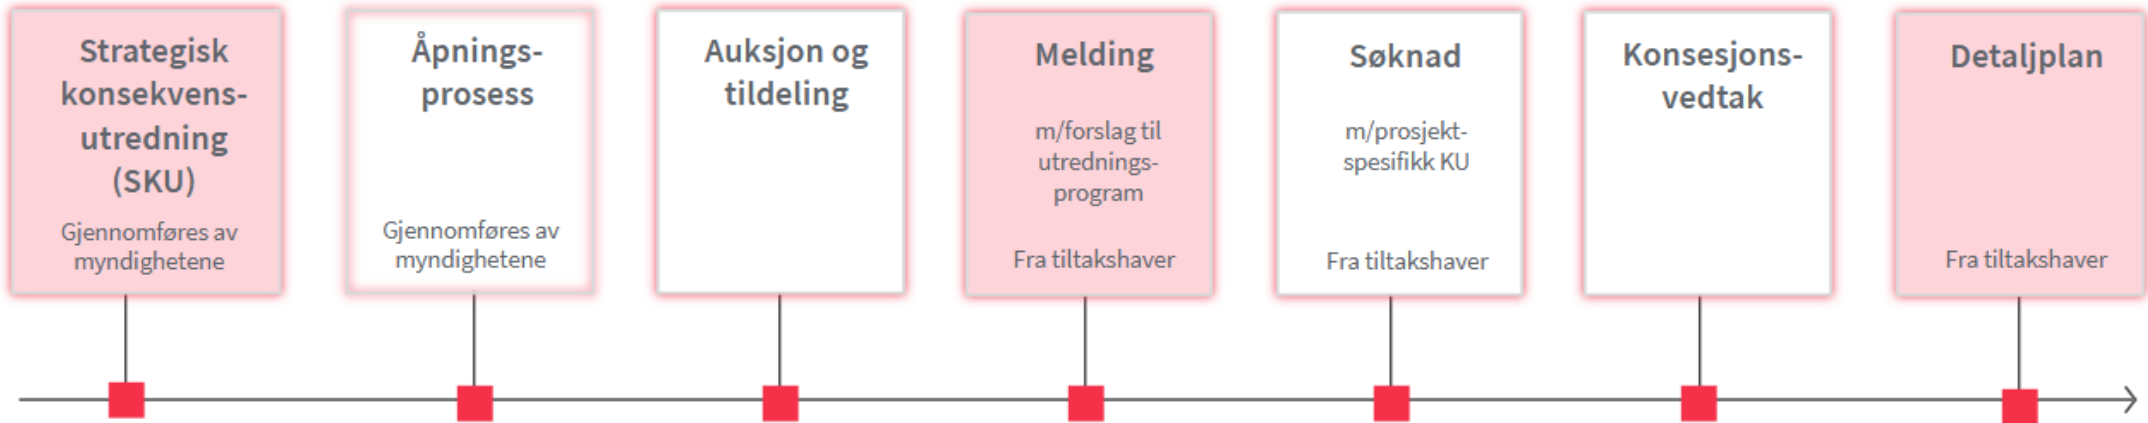 Strategisk
konsekvens-
utredning
(SKU)
Gjennomføres av
myndighetene
Åpnings-
prosess
Gjennomføres av
myndighetene
Auksjon og
tildeling
Melding
m/forslag til
utrednings-
program
Fra tiltakshaver
Søknad
m/prosjekt-
spesifikk KU
Fra tiltakshaver
Konsesjons-
vedtak
Detaljplan
Fra tiltakshaver